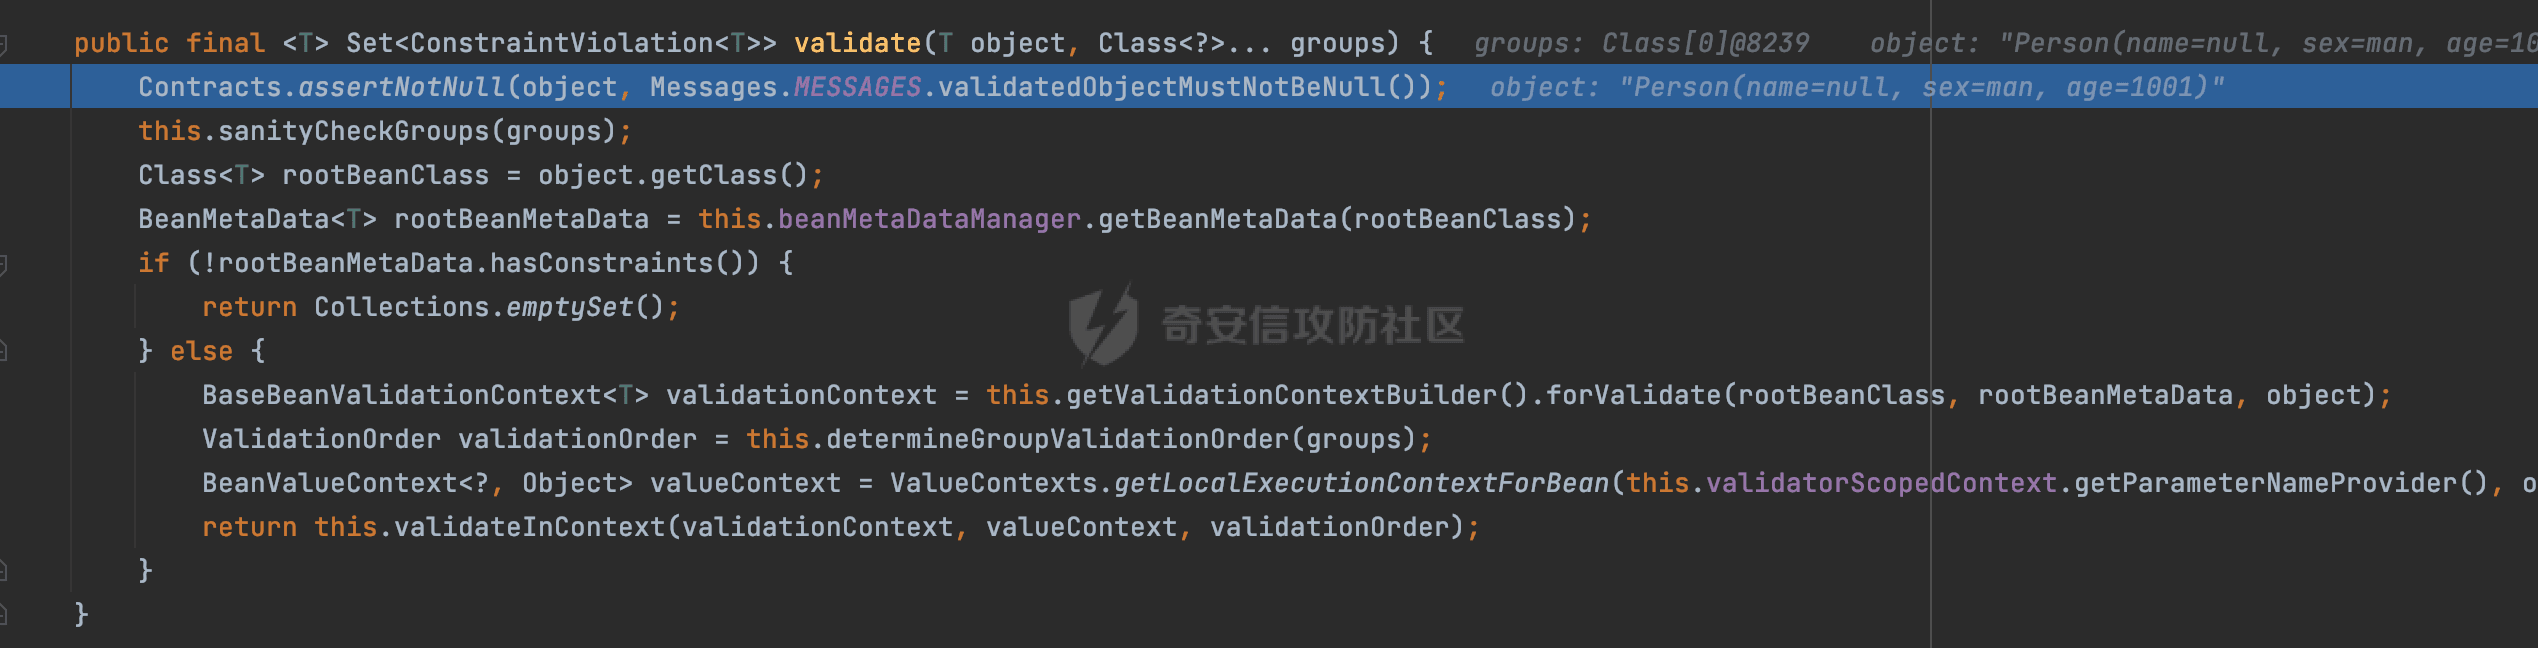 public final <T> Set<ConstraintViolation<T>> validate(T object, Class<?>... groups) { groups: Class[0]@8239 object: "Person(name=null, sex=man, age=10
Contracts.assertNotNull(object, Messages.MESSAGES.validatedObjectMustNotBeNull()); object: "Person(name=null, sex=man, age=1001)"
this.sanityCheckGroups(groups);
Class<T> rootBeanClass = object.getClass();
BeanMetaData<T> rootBeanMetaData = this.beanMetaDataManager.getBeanMetaData(rootBeanClass);
if (!rootBeanMetaData.hasConstraints()) {
return Collections.emptySet();
奇安信攻防社区
} else {
BaseBeanValidationContext<T> validationContext = this.getValidationContextBuilder().forValidate(rootBeanClass, rootBeanMetaData, object);
ValidationOrder validationOrder = this.determineGroupValidationOrder(groups);
BeanValueContext<?, Object> valueContext = ValueContexts.getLocalExecutionContextForBean(this.validatorScopedContext.getParameterNameProvider(), o
return this.validateInContext(validationContext, valueContext, validationOrder);
}
}